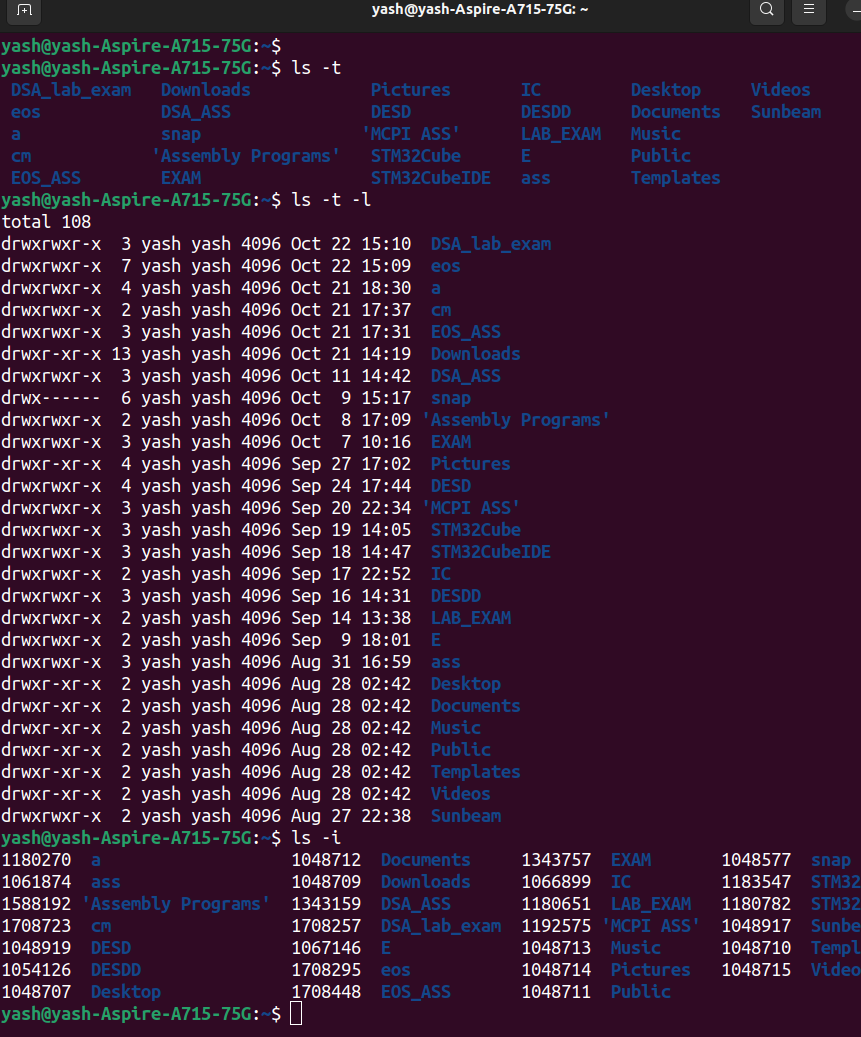 yash@yash-Aspire-A715-75G: ~
yash@yash-Aspire-A715-75G:~$
yash@yash-Aspire-A715-75G:~$ ls -t
DSA_lab_exam Downloads Pictures IC Desktop Videos
eos DSA_ASS DESD DESDD Documents Sunbeam
a snap 'MCPI ASS' LAB_EXAM Music
cm 'Assembly Programs' STM32Cube E Public
EOS_ASS EXAM STM32CubeIDE ass Templates
yash@yash-Aspire-A715-75G:~$ ls -t -l
total 108
drwxrwxr-x 3 yash yash 4096 Oct 22 15:10 DSA_lab_exam
drwxrwxr-x 7 yash yash 4096 Oct 22 15:09 eos
drwxrwxr-x 4 yash yash 4096 Oct 21 18:30 a
drwxrwxr-x 2 yash yash 4096 Oct 21 17:37 cm
drwxrwxr-x 3 yash yash 4096 Oct 21 17:31 EOS_ASS
drwxr-xr-x 13 yash yash 4096 Oct 21 14:19 Downloads
drwxrwxr-x 3 yash yash 4096 Oct 11 14:42 DSA_ASS
drwx------ 6 yash yash 4096 Oct 9 15:17 snap
drwxrwxr-x 2 yash yash 4096 Oct 8 17:09 'Assembly Programs'
drwxrwxr-x 3 yash yash 4096 Oct 7 10:16 EXAM
drwxr-xr-x 4 yash yash 4096 Sep 27 17:02 Pictures
drwxrwxr-x 4 yash yash 4096 Sep 24 17:44 DESD
drwxrwxr-x 3 yash yash 4096 Sep 20 22:34 'MCPI ASS'
drwxrwxr-x 3 yash yash 4096 Sep 19 14:05 STM32Cube
drwxrwxr-x 3 yash yash 4096 Sep 18 14:47 STM32CubeIDE
drwxrwxr-x 2 yash yash 4096 Sep 17 22:52 IC
drwxrwxr-x 3 yash yash 4096 Sep 16 14:31 DESDD
drwxrwxr-x 2 yash yash 4096 Sep 14 13:38 LAB_EXAM
drwxrwxr-x 2 yash yash 4096 Sep 9 18:01 E
drwxrwxr-x 3 yash yash 4096 Aug 31 16:59 ass
drwxr-xr-x 2 yash yash 4096 Aug 28 02:42 Desktop
drwxr-xr-x 2 yash yash 4096 Aug 28 02:42 Documents
drwxr-xr-x 2 yash yash 4096 Aug 28 02:42 Music
drwxr-xr-x 2 yash yash 4096 Aug 28 02:42 Public
drwxr-xr-x 2 yash yash 4096 Aug 28 02:42 Templates
drwxr-xr-x 2 yash yash 4096 Aug 28 02:42 Videos
drwxrwxr-x 2 yash yash 4096 Aug 27 22:38 Sunbeam
yash@yash-Aspire-A715-75G:~$ ls -i
1180270 a 1048712 Documents 1343757 EXAM 1048577 snap
1061874 ass 1048709 Downloads 1066899 IC 1183547 STM32
1588192 'Assembly Programs' 1343159 DSA_ASS 1180651 LAB_EXAM 1180782 STM32
1708723 cm 1708257 DSA_lab_exam 1192575 'MCPI ASS' 1048917 Sunbe
1048919 DESD 1067146 E 1048713 Music 1048710 Templ
1054126 DESDD 1708295 eos 1048714 Pictures 1048715 Video
1048707 Desktop 1708448 EOS_ASS 1048711 Public
yash@yash-Aspire-A715-75G:~$